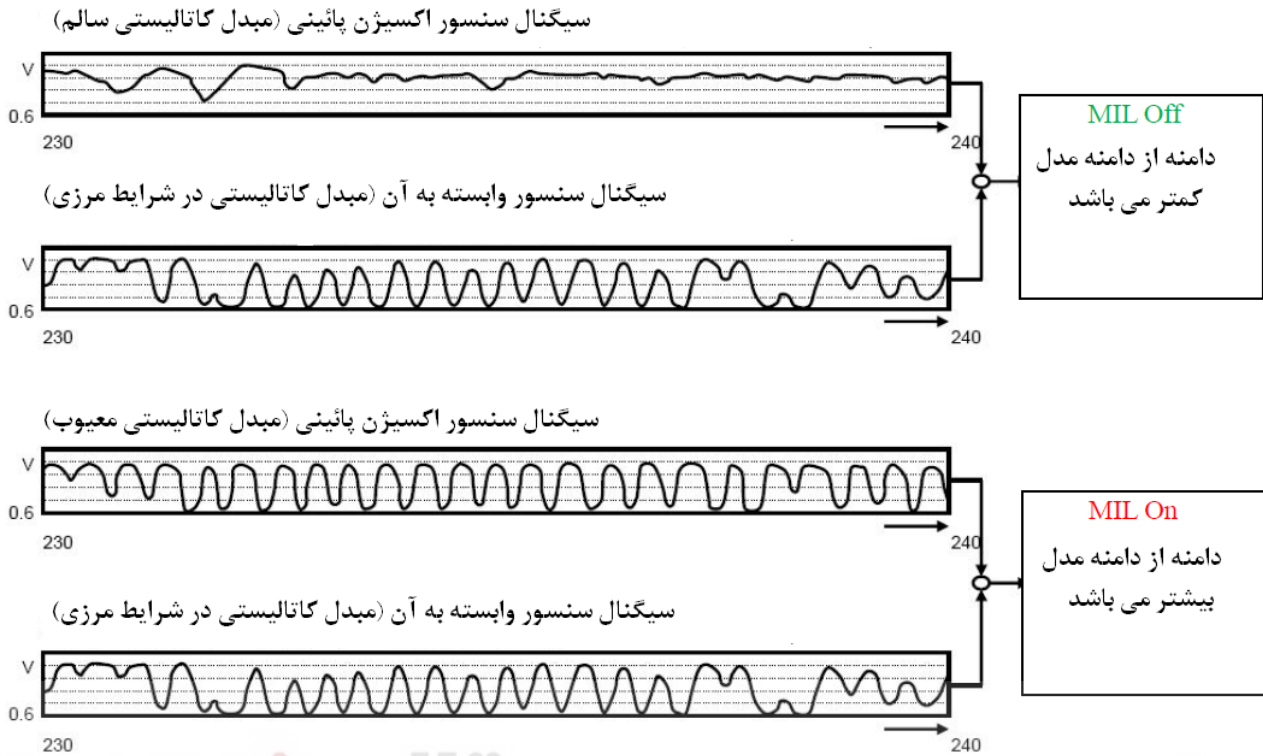 سیگنال سنسور اکسیژن پائینی (مبدل کاتالیستی سالم)
V
0.6
230
240
MIL Off
دامنه از دامنه مدل
کمتر می باشد
سیگنال سنسور وابسته به آن (مبدل کاتالیستی در شرایط مرزی)
V
0.6
230
240
سیگنال سنسور اکسیژن پائینی (مبدل کاتالیستی معیوب)
V
0.6
230
240
MIL On
دامنه از دامنه مدل
بیشتر می باشد
سیگنال سنسور وابسته به آن (مبدل کاتالیستی در شرایط مرزی)
V
0.6
230
240